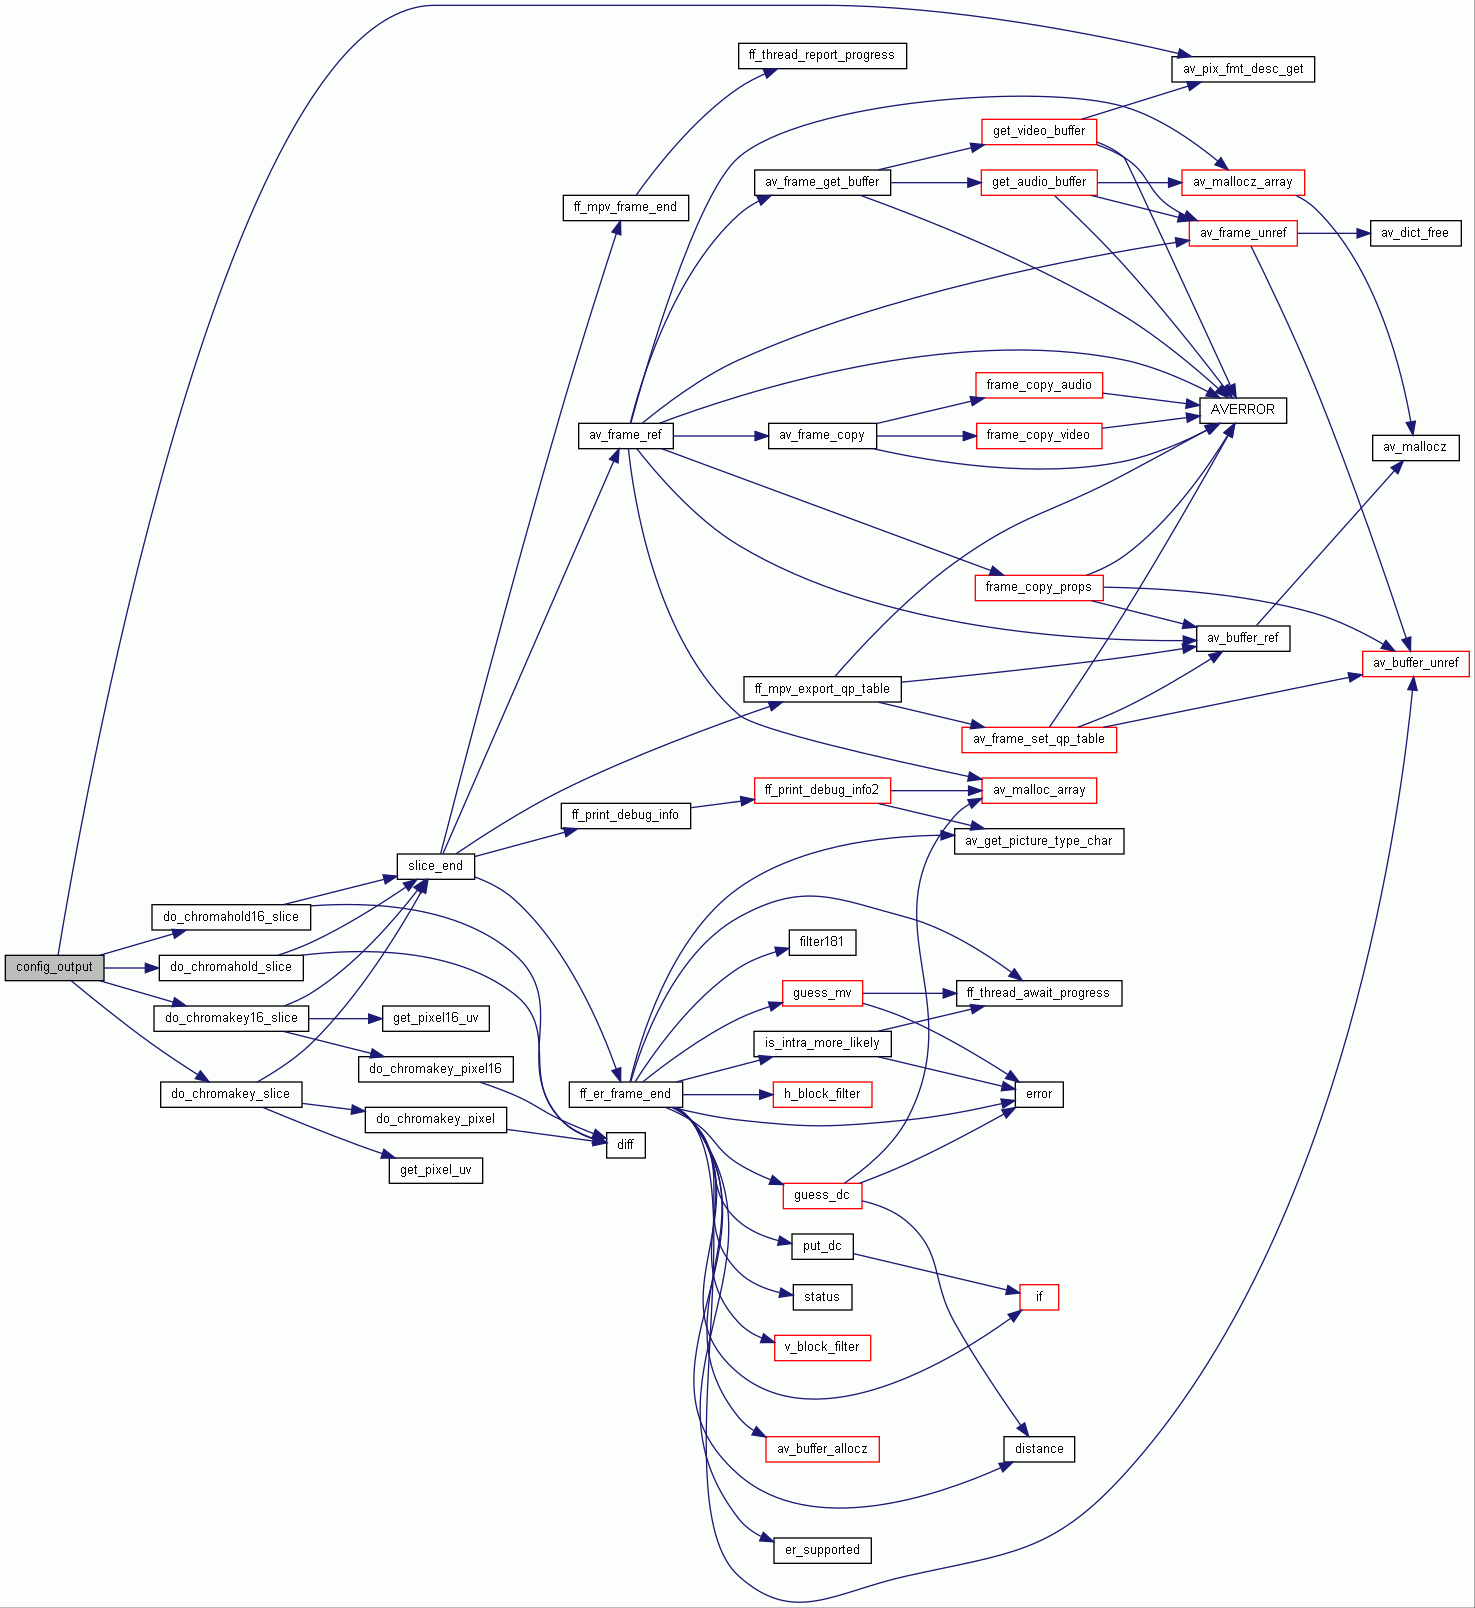 ff_thread_report_progress
av_pix_fmt_desc_get
get_video_buffer
av_frame_get_buffer
get_audio_buffer
av_mallocz_array
ff_mpv_frame_end
av_frame_unref
av_dict_free
frame_copy_audio
AVERROR
av_frame_ref
av_frame_copy
frame_copy_video
av_mallocz
frame_copy_props
av_buffer_ref
av_buffer_unref
ff_mpv_export_qp_table
av_frame_set_qp_table
ff_print_debug_info2
av_malloc_array
ff_print_debug_info
av_get_picture_type_char
slice_end
do_chromahold16_slice
filter181
config_output
do_chromahold_slice
guess_mv
ff_thread_await_progress
do_chromakey16_slice
get_pixel16_uv
is_intra_more_likely
do_chromakey_pixel16
do_chromakey_slice
ff_er_frame_end
h_block_filter
error
do_chromakey_pixel
diff
get_pixel_uv
guess_dc
put_dc
status
if
v_block_filter
av_buffer_allocz
distance
er_supported